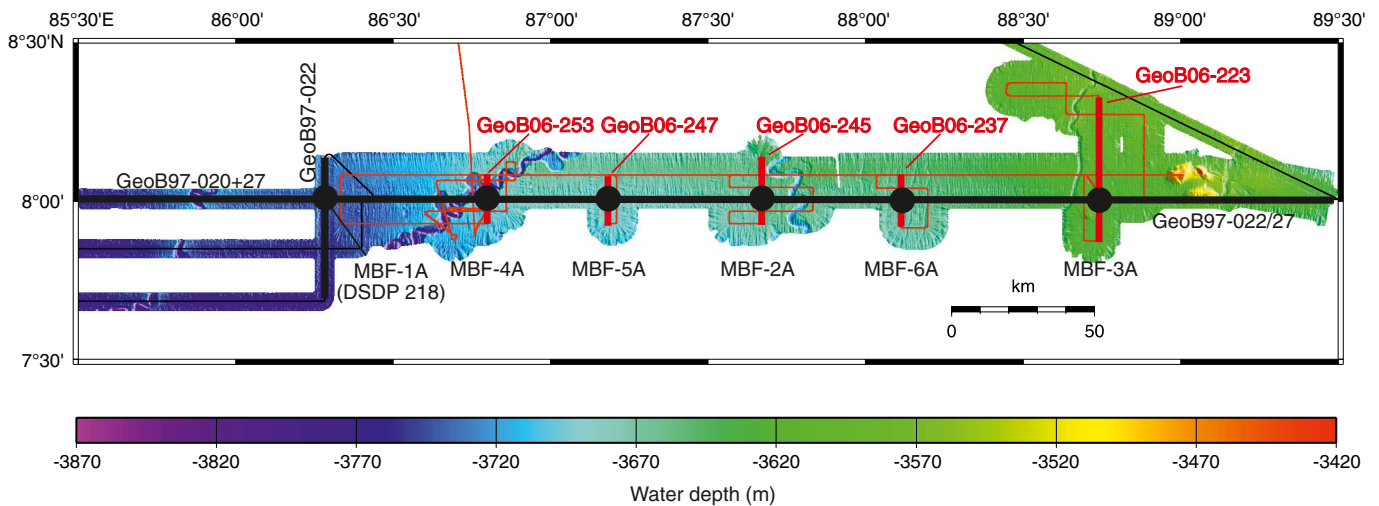 85°30'E 86°00' 86°30' 87°00' 87°30' 88°00' 88°30' 89°00' 89°30'
8°30'N
GeoB97-022
GeoB06-223
GeoB06-253 GeoB06-247 GeoB06-245 GeoB06-237
GeoB97-020+27
8°00'
GeoB97-022/27
MBF-1A MBF-4A MBF-5A MBF-2A MBF-6A MBF-3A
(DSDP 218)
km
0 50
7°30'
-3870 -3820 -3770 -3720 -3670 -3620 -3570 -3520 -3470 -3420
Water depth (m)